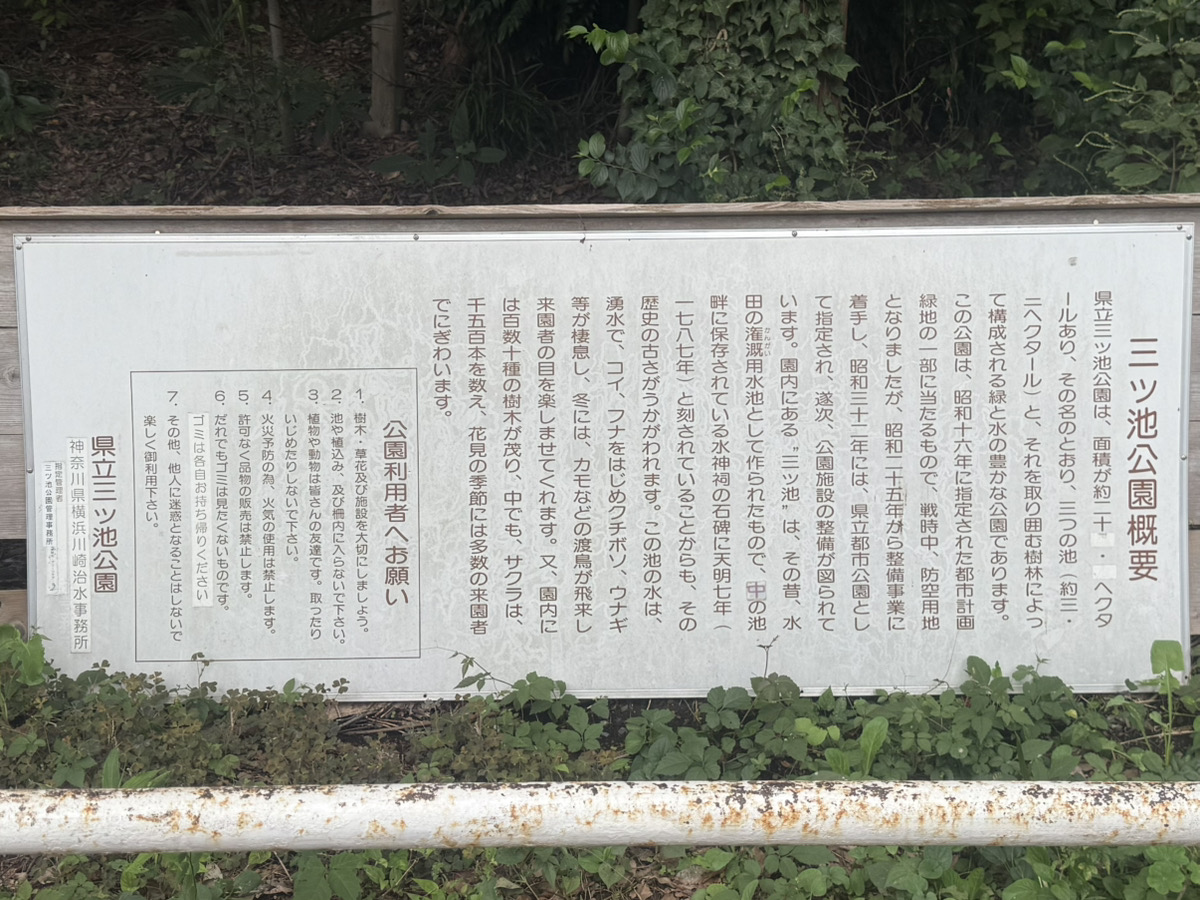 三ツ池公園概要
県立三ツ池公園は、面積が約二十 ・ ヘクタ
ールあり、その名のとおり、三つの池（約三・
ニヘクタール）と、それを取り囲む樹林によっ
て構成される緑と水の豊かな公園であります。
この公園は、昭和十六年に指定された都市計画
緑地の一部に当たるもので、戦時中、防空用地
となりましたが、昭和二十五年から整備事業に
着手し、昭和三十二年には、県立都市公園とし
て指定され、逐次、公園施設の整備が図られて
います。園内にある〝三ツ池〟は、その昔、水
田の潅漑用水池として作られたもので、中の池
かんがい
畔に保存されている水神祠の石碑に天明七年（
一七八七年）と刻されていることからも、その
歴史の古さがうかがわれます。この池の水は、
湧水で、コイ、フナをはじめクチボソ、ウナギ
等が棲息し、冬には、カモなどの渡鳥が飛来し
来園者の目を楽しませてくれます。又、園内に
は百数十種の樹木が茂り、中でも、サクラは、
千五百本を数え、花見の季節には多数の来園者
でにぎわいます。
公園利用者へお願い
1．樹木・草花及び施設を大切にしましょう。
2．池や植込み、及び柵内に入らないで下さい。
3．植物や動物は皆さんの友達です。取ったり
いじめたりしないで下さい。
4．火災予防の為、火気の使用は禁止します。
5．許可なく品物の販売は禁止します。
6．だれでもゴミは見たくないものです。
ゴミは各自お持ち帰りください
7．その他、他人に迷惑となることはしないで
楽しく御利用下さい。
県立三ツ池公園
神奈川県横浜川崎治水事務所
指定管理者
三ツ池公園管理事務所